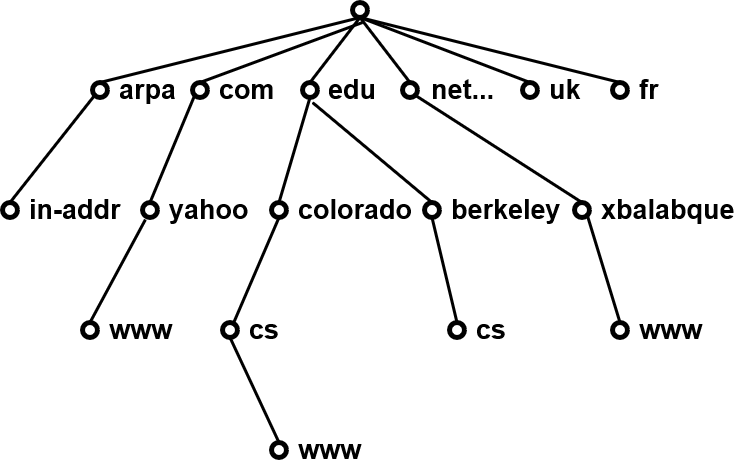 arpa com edu net... uk fr
in-addr yahoo colorado berkeley xbalabque
www cs cs www
www